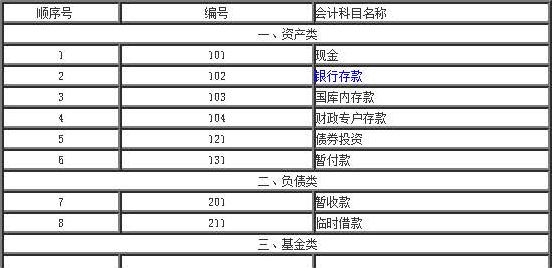 顺序号 编号 会计科目名称
一、资产类
1 101 现金
2 102 银行存款
3 103 国库内存款
4 104 财政专户存款
5 121 债券投资
6 131 暂付款
二、负债类
7 201 暂收款
8 211 临时借款
三、基金类